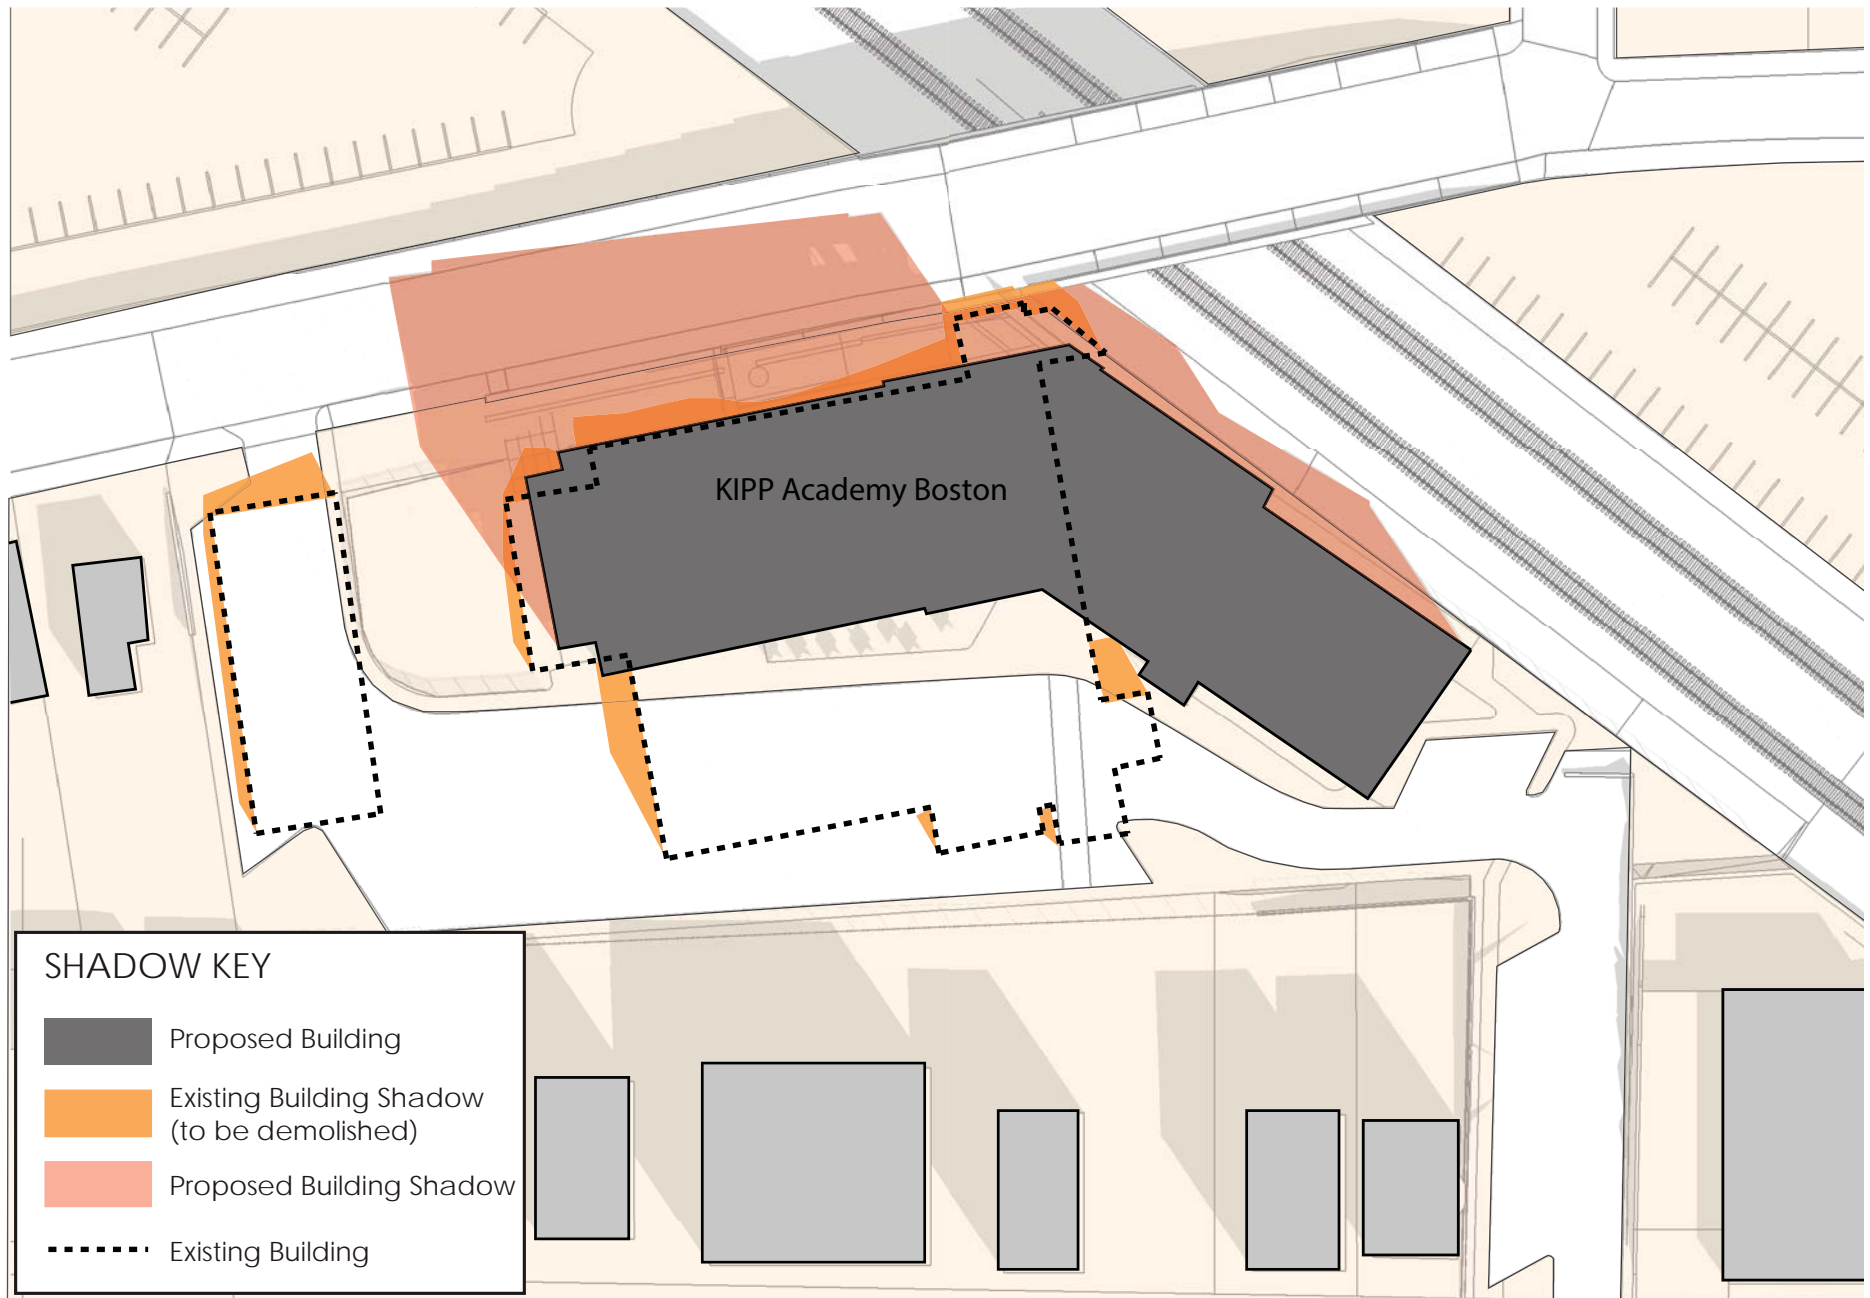 KIPP Academy Boston
SHADOW KEY
Proposed Building
Existing Building Shadow
(to be demolished)
Proposed Building Shadow
Existing Building